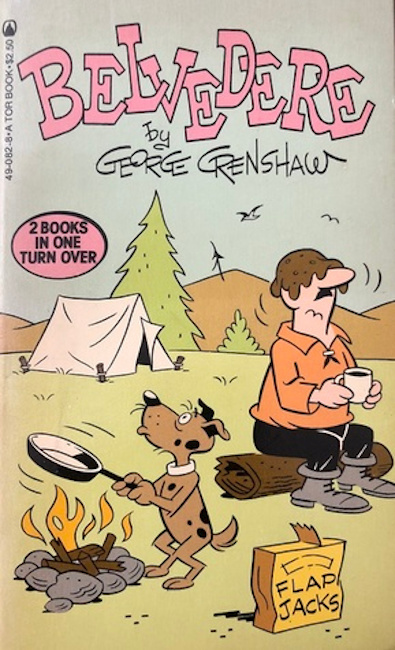 49-082-8 • A TOR BOOK • $2.50
BELVEDERE
by
GEORGE CRENSHAW
2 BOOKS
IN ONE
TURN OVER
FLAP
JACKS